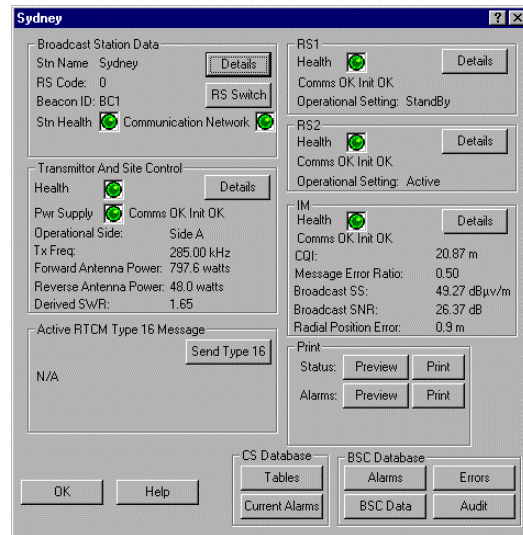 Sydney
Broadcast Station Data
Stn Name Sydney
Details
RS Code: 0
Beacon ID: BC1
RS Switch
Stn Health Communication Network
Transmittor And Site Control
Health
Details
Pwr Supply Comms OK Init OK
Operational Side: Side A
Tx Freq: 285.00 kHz
Forward Antenna Power: 797.6 watts
Reverse Antenna Power: 48.0 watts
Derived SWR: 1.65
Active RTCM Type 16 Message
Send Type 16
N/A
RS1
Health
Details
Comms OK Init OK
Operational Setting: StandBy
RS2
Health
Details
Comms OK Init OK
Operational Setting: Active
IM
Health
Details
Comms OK Init OK
CQI: 20.87 m
Message Error Ratio: 0.50
Broadcast SS: 49.27 dBµv/m
Broadcast SNR: 26.37 dB
Radial Position Error: 0.9 m
Print
Status: Preview Print
Alarms: Preview Print
OK
Help
CS Database
Tables
Current Alarms
BSC Database
Alarms Errors
BSC Data Audit